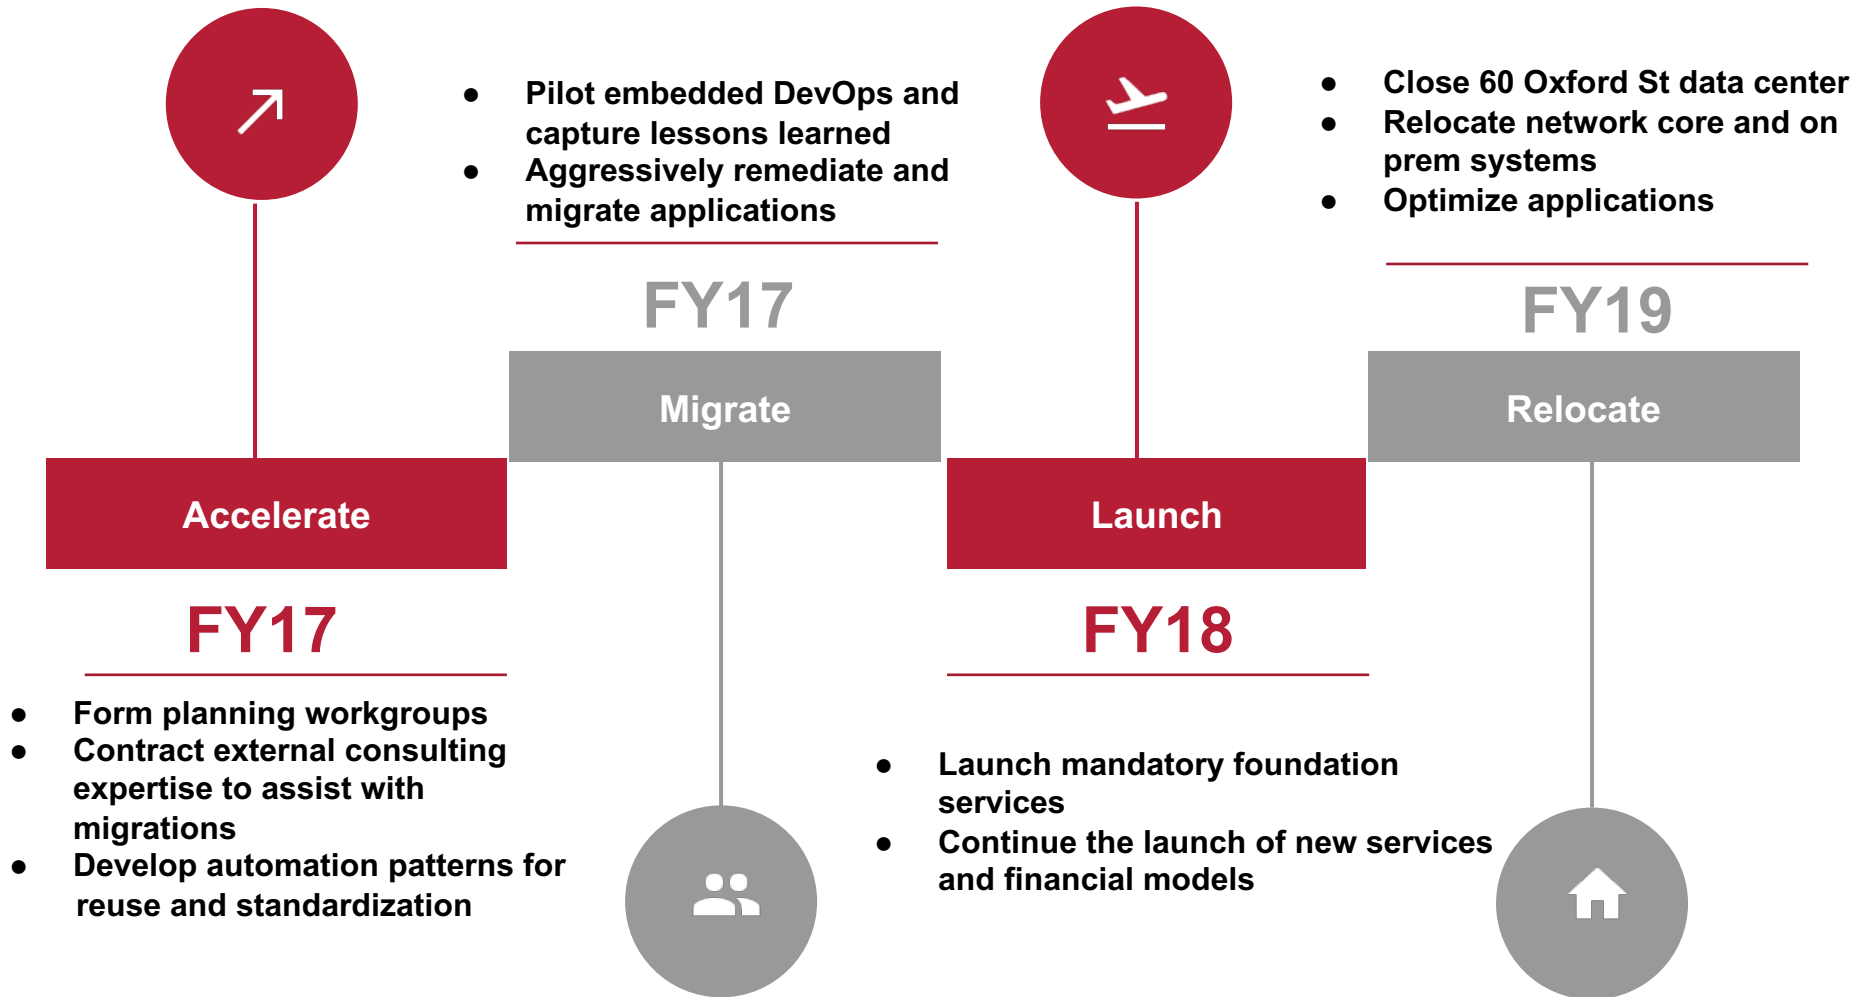 ● Pilot embedded DevOps and
capture lessons learned
● Aggressively remediate and
migrate applications
● Close 60 Oxford St data center
● Relocate network core and on
prem systems
● Optimize applications
FY17
FY19
Migrate
Relocate
Accelerate
Launch
FY17
FY18
● Form planning workgroups
● Contract external consulting
expertise to assist with
migrations
● Develop automation patterns for
reuse and standardization
● Launch mandatory foundation
services
● Continue the launch of new services
and financial models